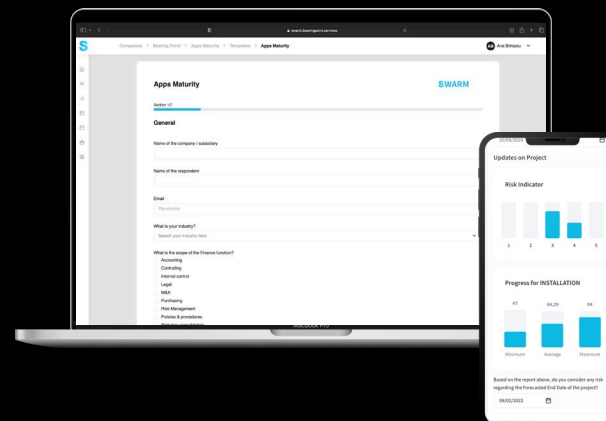 swarm.bearingpoint.services
S
Companies > Bearing Point > Apps Maturity > Templates > Apps Maturity
Ana Brinzoiu
Apps Maturity
SWARM
Section 1/7
General
Name of the company / subsidiary
Name of the respondent
Email
Placeholder
What is your industry?
Search your industry here
What is the scope of the Finance function?
Accounting
Controlling
Internal control
Legal
M&A
Purchasing
Risk Management
Policies & procedures
MacBook Pro
Updates on Project
Risk Indicator
1 2 3 4 5
Progress for INSTALLATION
47 64,29 84
Minimum Average Maximum
Based on the report above, do you consider any risk
regarding the Forecasted End Date of the project?
08/02/2022